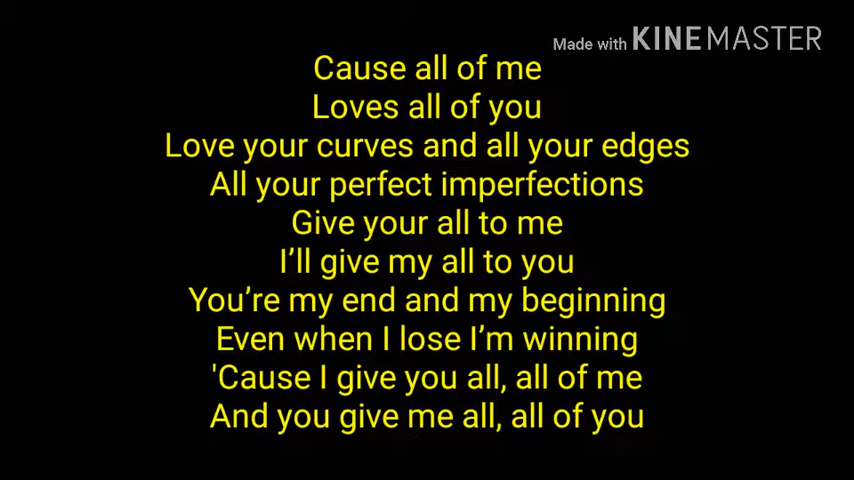 Made with KINEMASTER
Cause all of me
Loves all of you
Love your curves and all your edges
All your perfect imperfections
Give your all to me
I’ll give my all to you
You’re my end and my beginning
Even when I lose I’m winning
'Cause I give you all, all of me
And you give me all, all of you